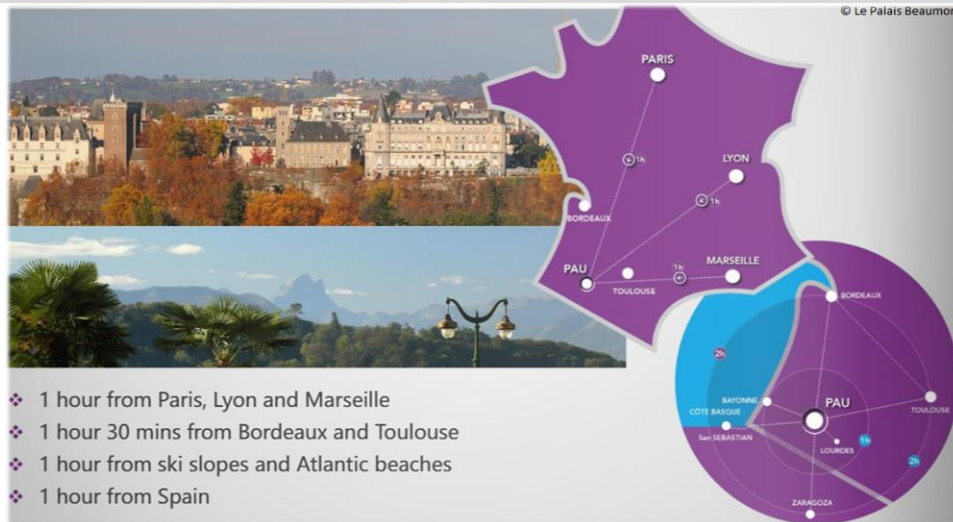 © Le Palais Beaumon
PARIS
1h
LYON
1h
BORDEAUX
PAU
TOULOUSE
1h
MARSEILLE
BORDEAUX
2h
BAYONNE
CÔTE BASQUE
PAU
TOULOUSE
San SEBASTIAN
LOURDES
1h
2h
ZARAGOZA
❖ 1 hour from Paris, Lyon and Marseille
❖ 1 hour 30 mins from Bordeaux and Toulouse
❖ 1 hour from ski slopes and Atlantic beaches
❖ 1 hour from Spain